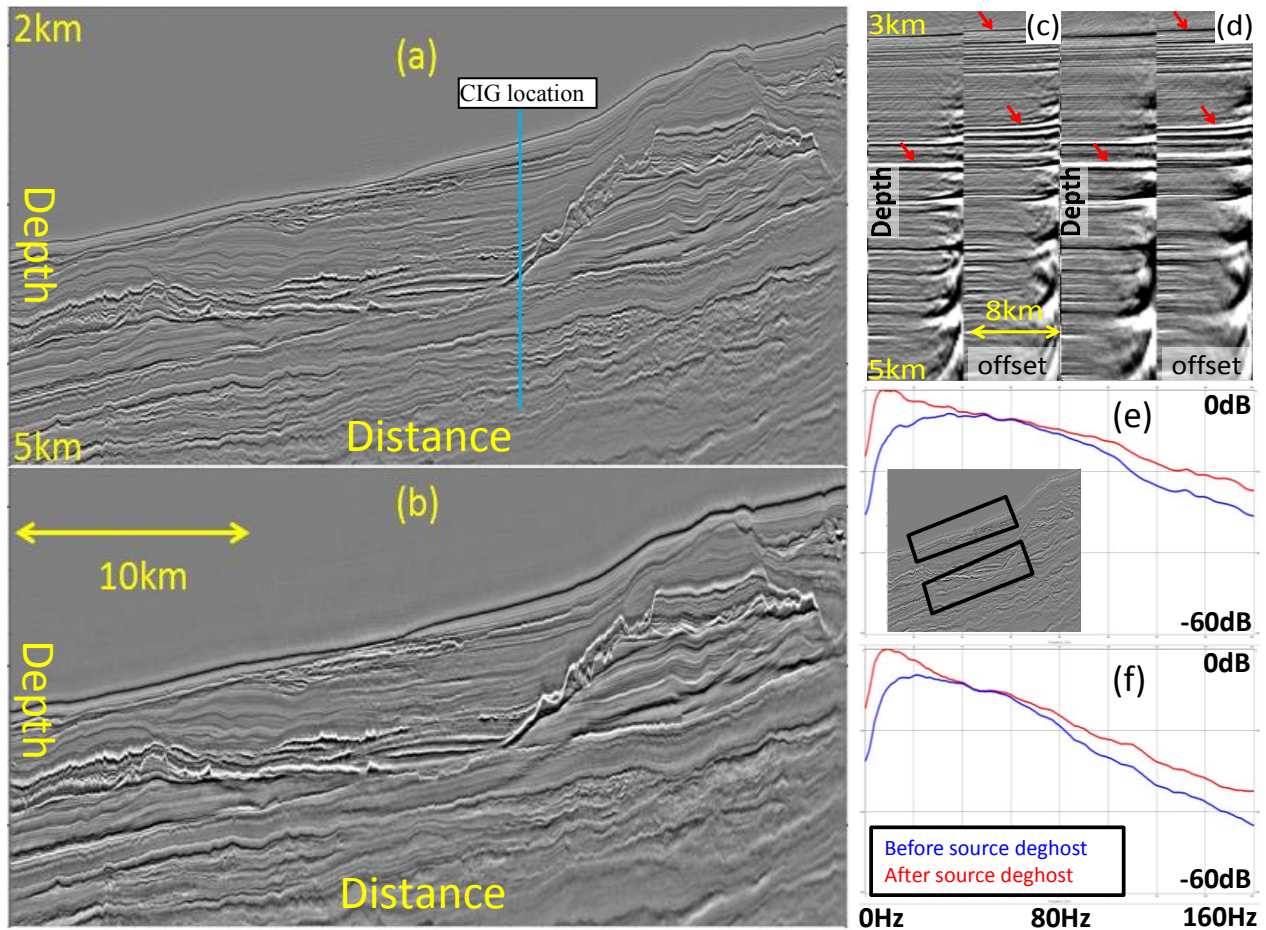 2km
(a)
CIG location
Depth
5km
Distance
(b)
10km
Depth
Distance
3km
(c)
(d)
Depth
Depth
8km
5km
offset
offset
(e)
0dB
-60dB
(f)
0dB
Before source deghost
After source deghost
-60dB
0Hz
80Hz
160Hz